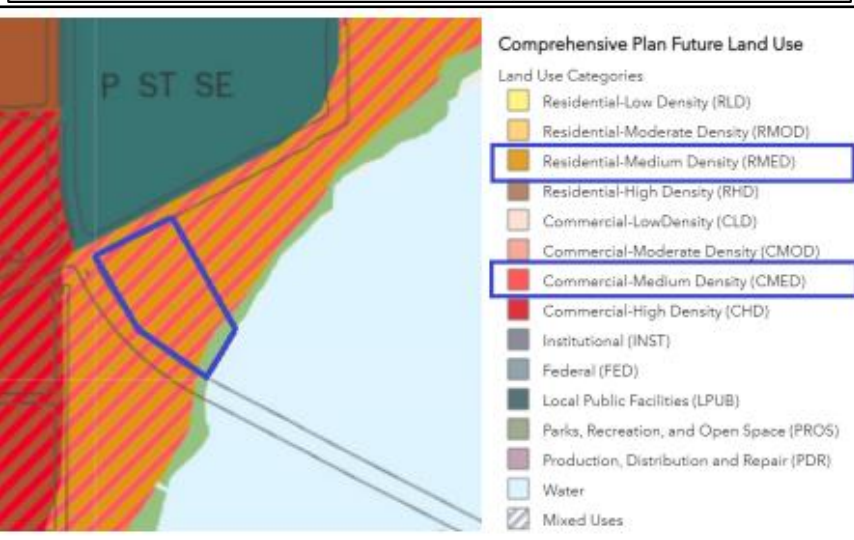 P ST SE
Comprehensive Plan Future Land Use
Land Use Categories
Residential-Low Density (RLD)
Residential-Moderate Density (RMOD)
Residential-Medium Density (RMED)
Residential-High Density (RHD)
Commercial-LowDensity (CLD)
Commercial-Moderate Density (CMOD)
Commercial-Medium Density (CMED)
Commercial-High Density (CHD)
Institutional (INST)
Federal (FED)
Local Public Facilities (LPUB)
Parks, Recreation, and Open Space (PROS)
Production, Distribution and Repair (PDR)
Water
Mixed Uses